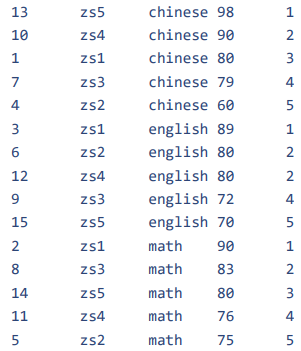 13 zs5 chinese 98 1
10 zs4 chinese 90 2
1 zs1 chinese 80 3
7 zs3 chinese 79 4
4 zs2 chinese 60 5
3 zs1 english 89 1
6 zs2 english 80 2
12 zs4 english 80 2
9 zs3 english 72 4
15 zs5 english 70 5
2 zs1 math 90 1
8 zs3 math 83 2
14 zs5 math 80 3
11 zs4 math 76 4
5 zs2 math 75 5